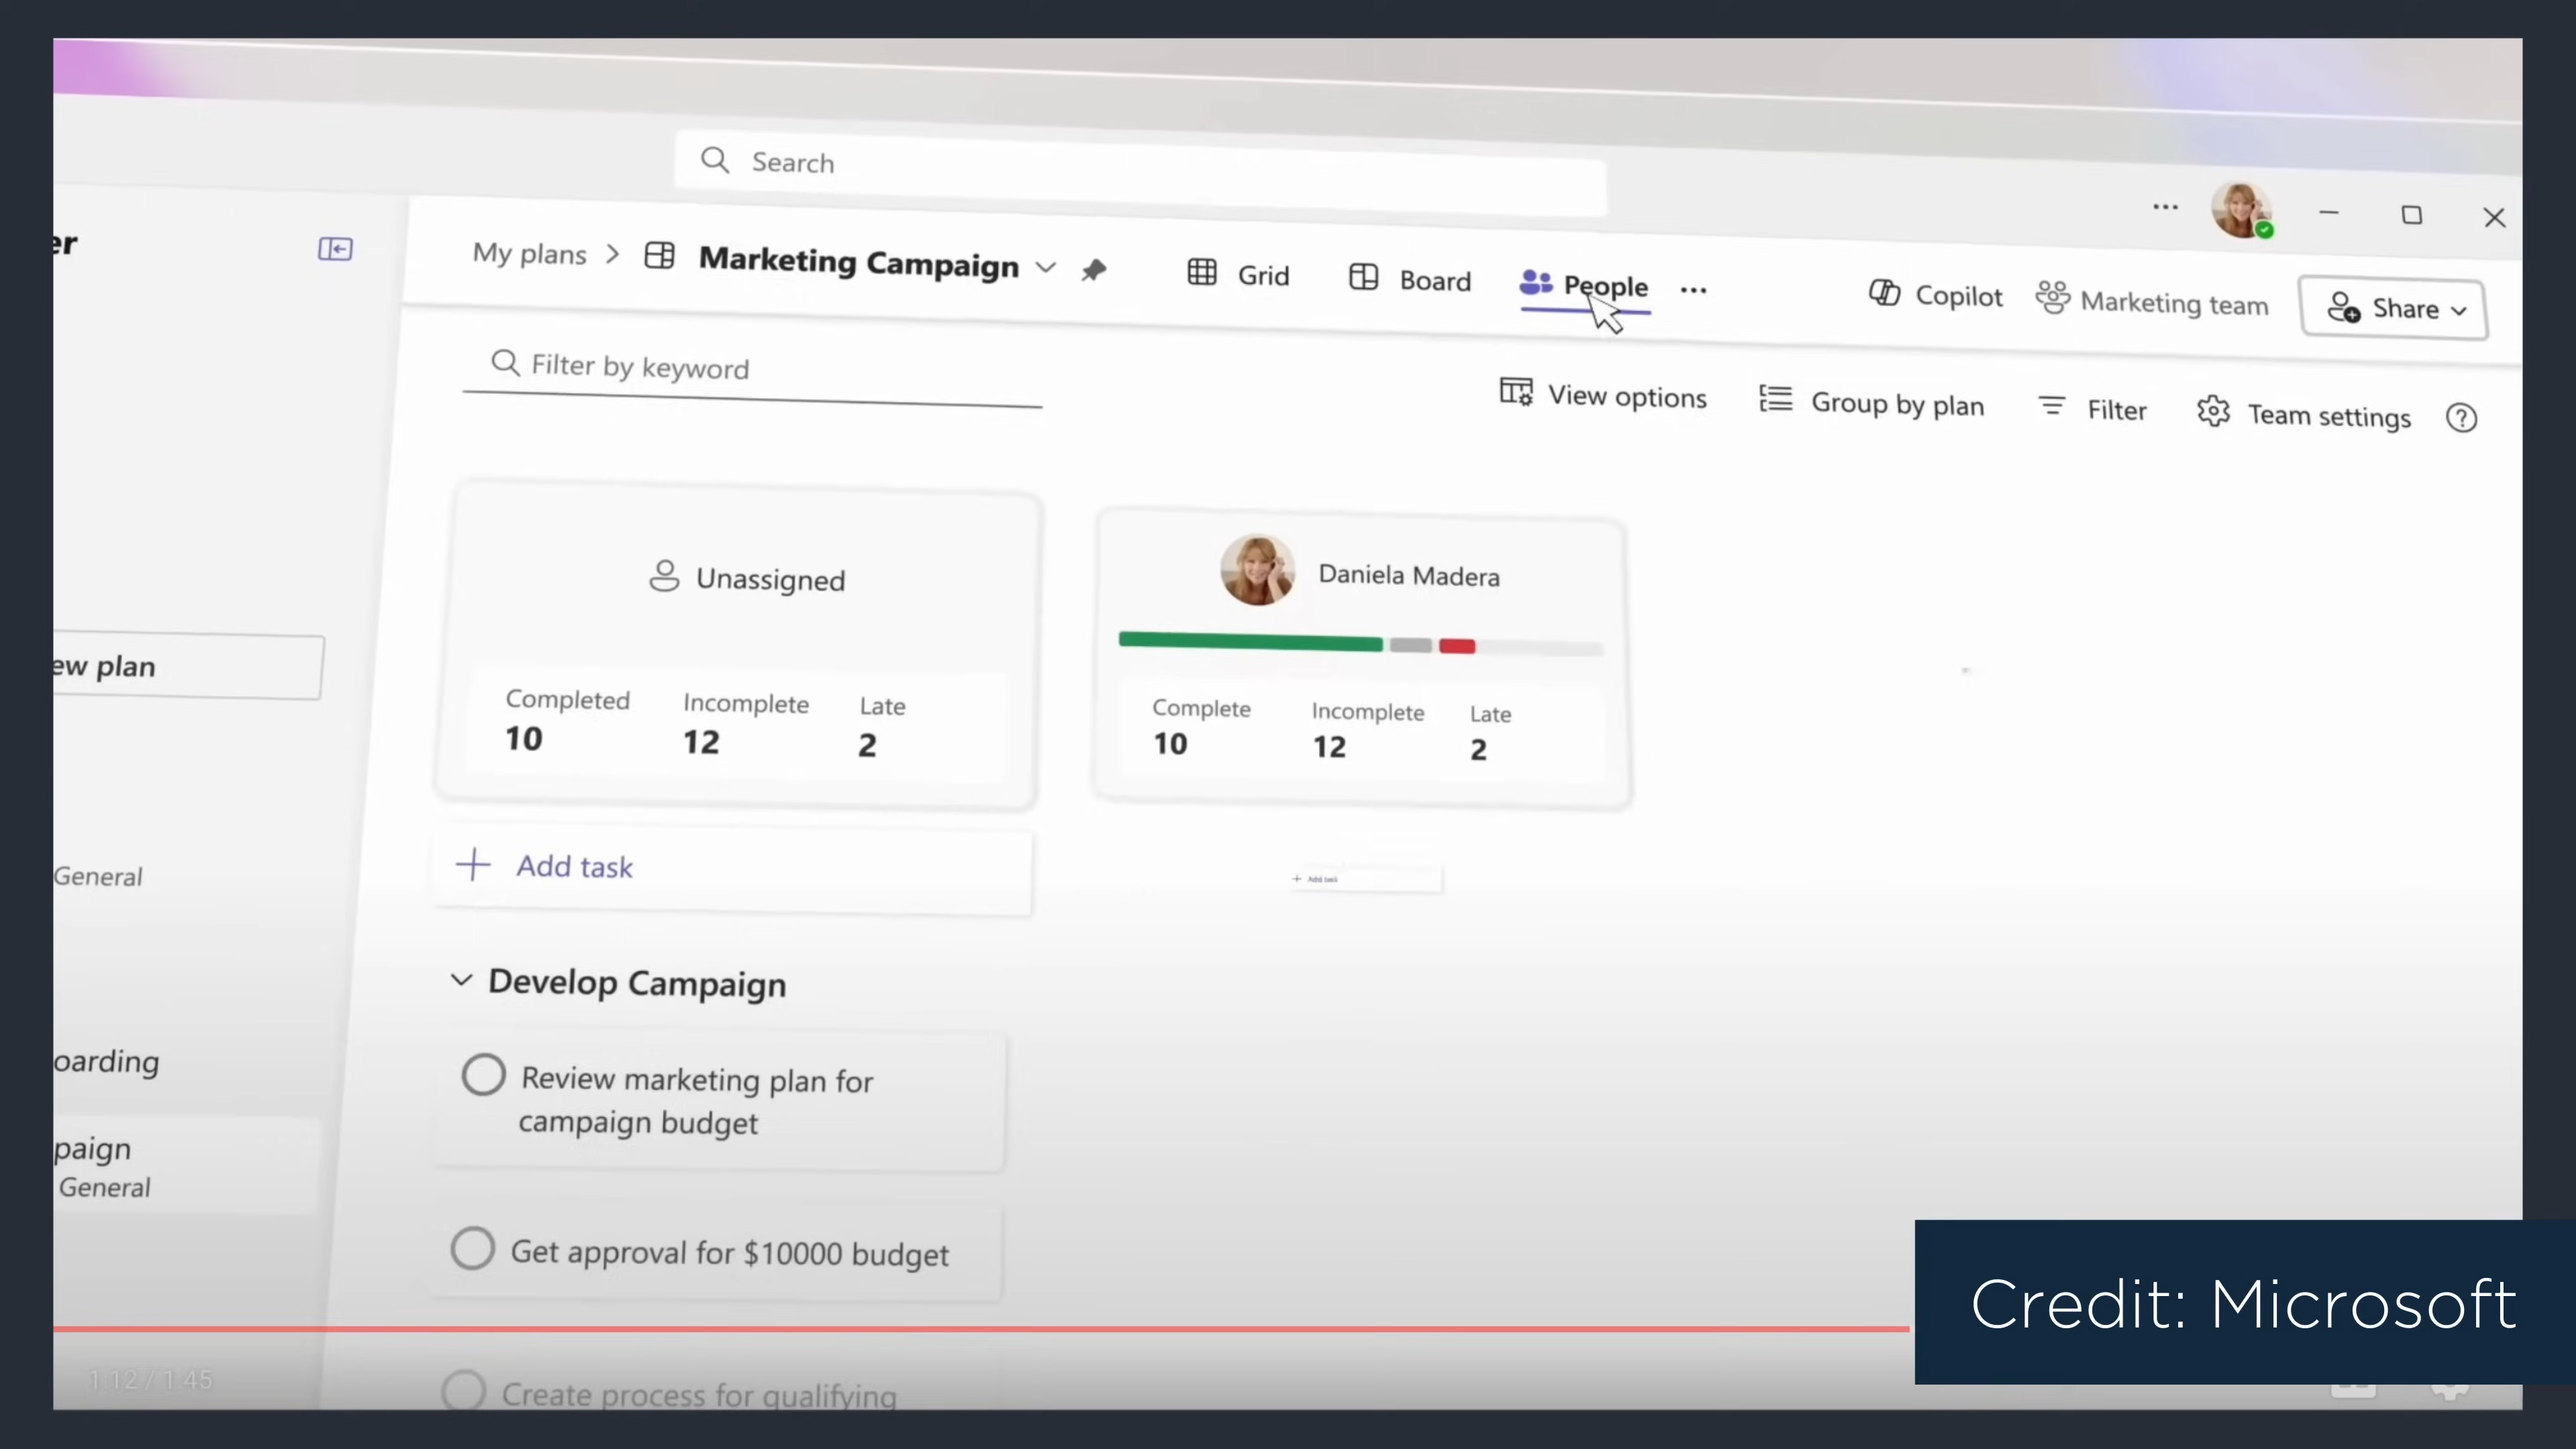 Search
er
My plans > Marketing Campaign
Grid
Board
People
Copilot
Marketing team
Share
Filter by keyword
View options
Group by plan
Filter
Team settings
Unassigned
Completed Incomplete Late
10 12 2
Daniela Madera
Complete Incomplete Late
10 12 2
ew plan
+ Add task
+ Add task
General
Develop Campaign
Review marketing plan for
campaign budget
oarding
paign
General
Get approval for $10000 budget
Create process for qualifying
1:12 / 1:45
Credit: Microsoft